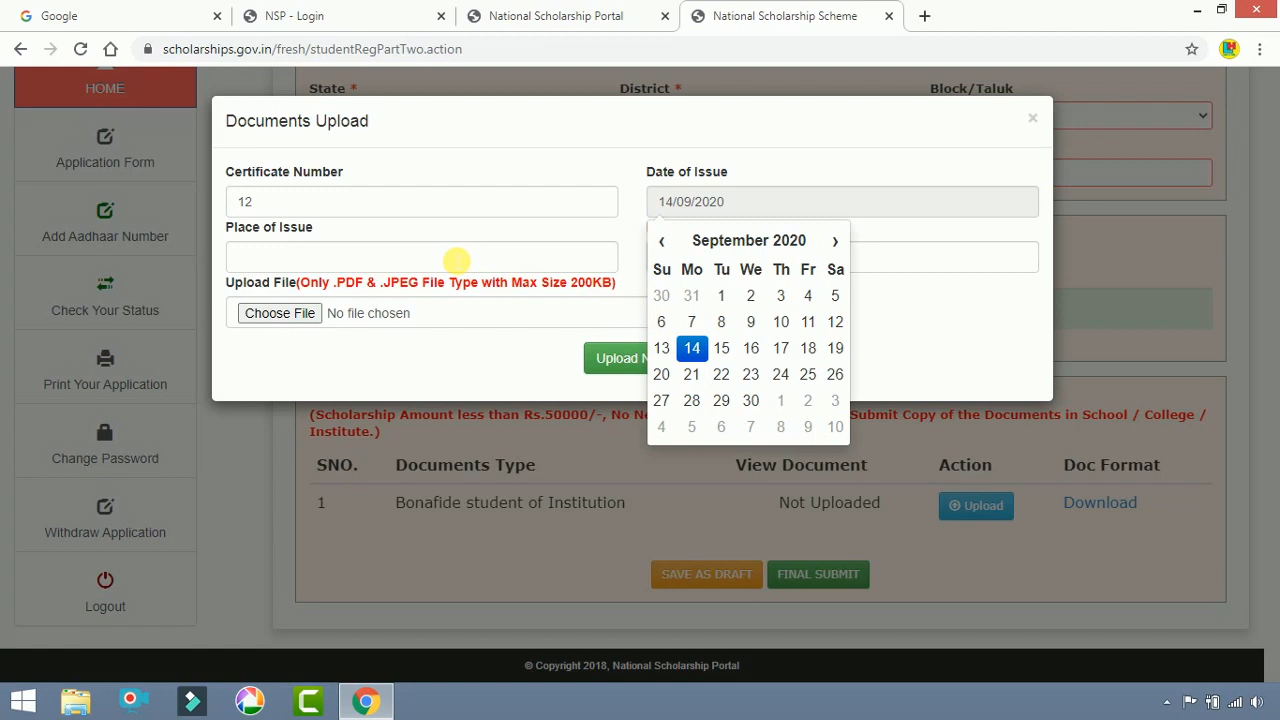 Google
NSP - Login
National Scholarship Portal
National Scholarship Scheme
scholarships.gov.in/fresh/studentRegPartTwo.action
HOME
Application Form
Add Aadhaar Number
Check Your Status
Print Your Application
Change Password
Withdraw Application
Logout
State *
District *
Block/Taluk
Documents Upload
×
Certificate Number
Date of Issue
12
14/09/2020
Place of Issue
Upload File(Only .PDF & .JPEG File Type with Max Size 200KB)
Choose File No file chosen
Upload N
‹ September 2020 ›
Su Mo Tu We Th Fr Sa
30 31 1 2 3 4 5
6 7 8 9 10 11 12
13 14 15 16 17 18 19
20 21 22 23 24 25 26
27 28 29 30 1 2 3
4 5 6 7 8 9 10
(Scholarship Amount less than Rs.50000/-, No Ne Submit Copy of the Documents in School / College /
Institute.)
SNO. Documents Type View Document Action Doc Format
1 Bonafide student of Institution Not Uploaded Upload Download
SAVE AS DRAFT FINAL SUBMIT
© Copyright 2018, National Scholarship Portal